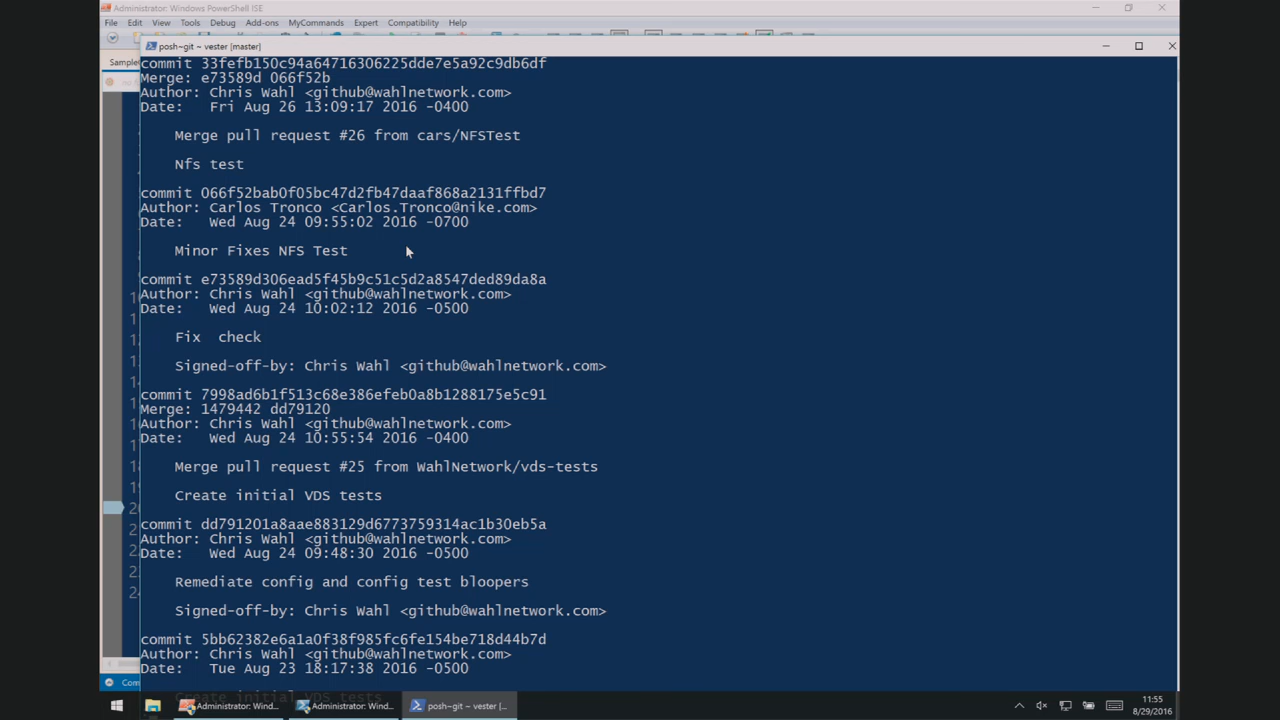 Administrator: Windows PowerShell ISE
File Edit View Tools Debug Add-ons MyCommands Expert Compatibility Help
posh~git ~ vester [master]
Sample
commit 33fefb150c94a64716306225dde7e5a92c9db6df
Merge: e73589d 066f52b
Author: Chris Wahl <github@wahlnetwork.com>
Date: Fri Aug 26 13:09:17 2016 -0400
Merge pull request #26 from cars/NFSTest
Nfs test
commit 066f52bab0f05bc47d2fb47daaf868a2131ffbd7
Author: Carlos Tronco <Carlos.Tronco@nike.com>
Date: Wed Aug 24 09:55:02 2016 -0700
Minor Fixes NFS Test
commit e73589d306ead5f45b9c51c5d2a8547ded89da8a
Author: Chris Wahl <github@wahlnetwork.com>
Date: Wed Aug 24 10:02:12 2016 -0500
Fix check
Signed-off-by: Chris Wahl <github@wahlnetwork.com>
commit 7998ad6b1f513c68e386efeb0a8b1288175e5c91
Merge: 1479442 dd79120
Author: Chris Wahl <github@wahlnetwork.com>
Date: Wed Aug 24 10:55:54 2016 -0400
Merge pull request #25 from WahlNetwork/vds-tests
Create initial VDS tests
commit dd791201a8aae883129d6773759314ac1b30eb5a
Author: Chris Wahl <github@wahlnetwork.com>
Date: Wed Aug 24 09:48:30 2016 -0500
Remediate config and config test bloopers
Signed-off-by: Chris Wahl <github@wahlnetwork.com>
commit 5bb62382e6a1a0f38f985fc6fe154be718d44b7d
Author: Chris Wahl <github@wahlnetwork.com>
Date: Tue Aug 23 18:17:38 2016 -0500
Create initial VDS tests
Com
Administrator: Wind...
Administrator: Wind...
posh~git ~ vester [...
11:55
8/29/2016